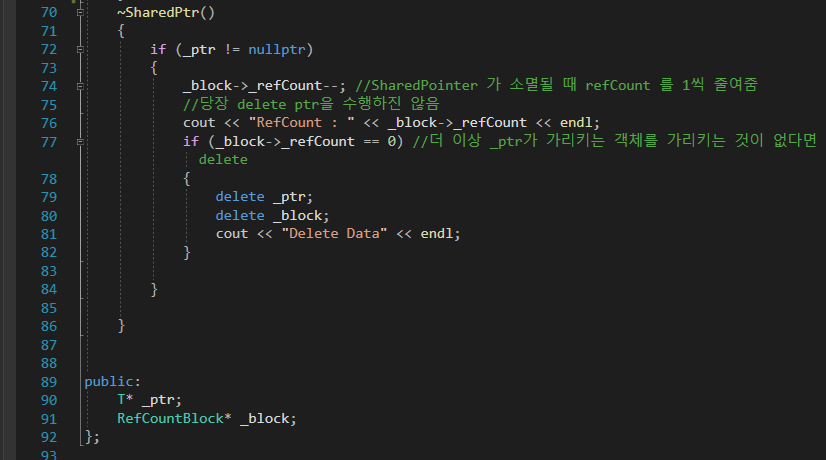 70 ~SharedPtr()
71 {
72 if (_ptr != nullptr)
73 {
74 _block->_refCount--; //SharedPointer 가 소멸될 때 refCount 를 1씩 줄여줌
75 //당장 delete ptr을 수행하진 않음
76 cout << "RefCount : " << _block->_refCount << endl;
77 if (_block->_refCount == 0) //더 이상 _ptr가 가리키는 객체를 가리키는 것이 없다면
delete
78 {
79 delete _ptr;
80 delete _block;
81 cout << "Delete Data" << endl;
82 }
83
84 }
85
86 }
87
88
89 public:
90 T* _ptr;
91 RefCountBlock* _block;
92 };
93